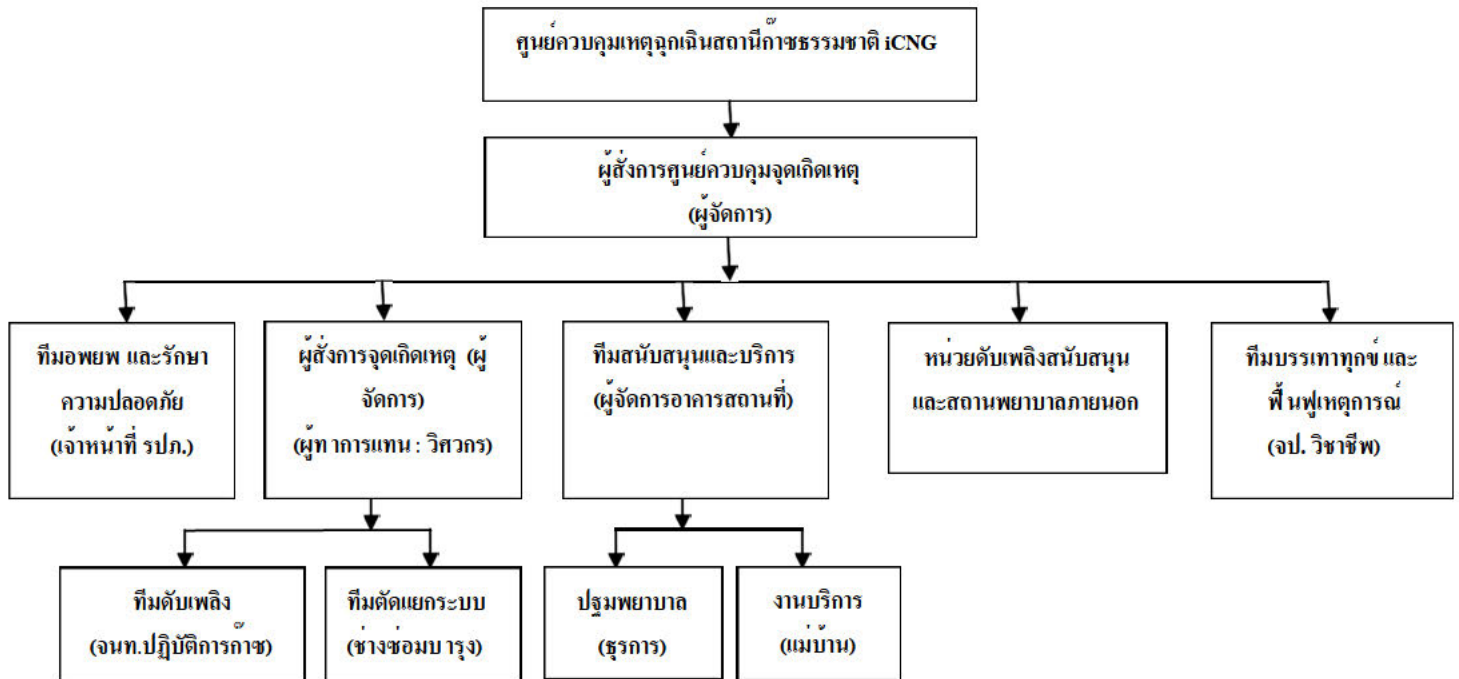 ศูนย์ควบคุมเหตุฉุกเฉินสถานีก๊าซธรรมชาติ iCNG
ผู้สั่งการศูนย์ควบคุมจุดเกิดเหตุ
(ผู้จัดการ)
ทีมอพยพ และรักษา
ความปลอดภัย
(เจ้าหน้าที่ รปภ.)
ผู้สั่งการจุดเกิดเหตุ (ผู้
จัดการ)
(ผู้ท าการแทน : วิศวกร)
ทีมสนับสนุนและบริการ
(ผู้จัดการอาคารสถานที่)
หน่วยดับเพลิงสนับสนุน
และสถานพยาบาลภายนอก
ทีมบรรเทาทุกข์ และ
ฟื้นฟูเหตุการณ์
(จป. วิชาชีพ)
ทีมดับเพลิง
(จนท.ปฏิบัติการก๊าซ)
ทีมตัดแยกระบบ
(ช่างซ่อมบ ารุง)
ปฐมพยาบาล
(ธุรการ)
งานบริการ
(แม่บ้าน)